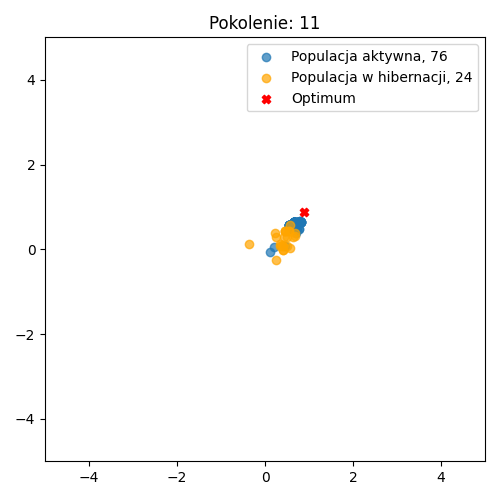 Pokolenie: 11
Populacja aktywna, 76
Populacja w hibernacji, 24
Optimum
4
2
0
−2
−4
−4 −2 0 2 4